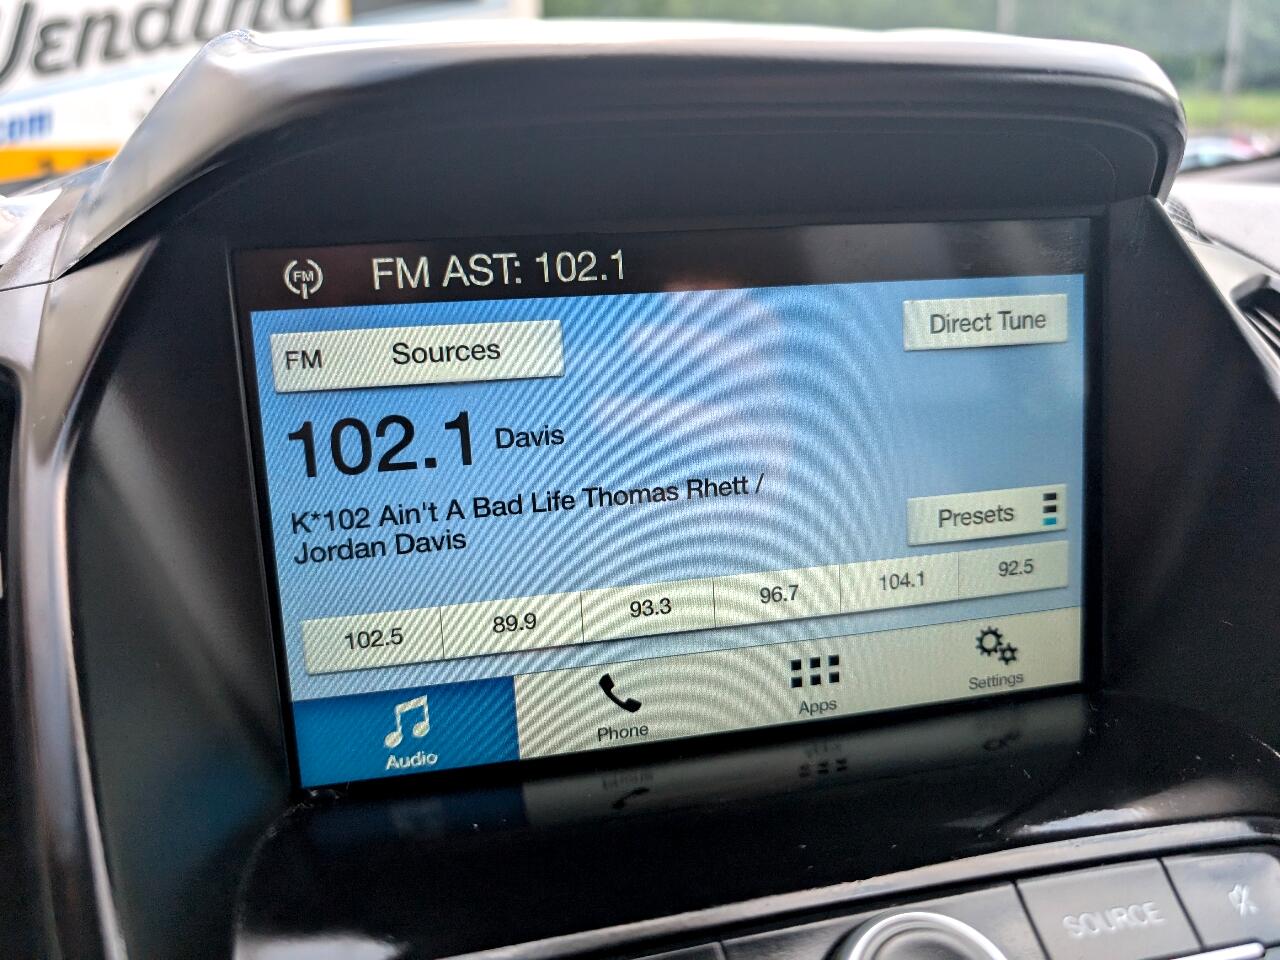 Vending
.com
FM
FM AST: 102.1
FM Sources
Direct Tune
102.1 Davis
K*102 Ain't A Bad Life Thomas Rhett /
Jordan Davis
Presets
102.5 89.9 93.3 96.7 104.1 92.5
Audio
Phone
Apps
Settings
SOURCE